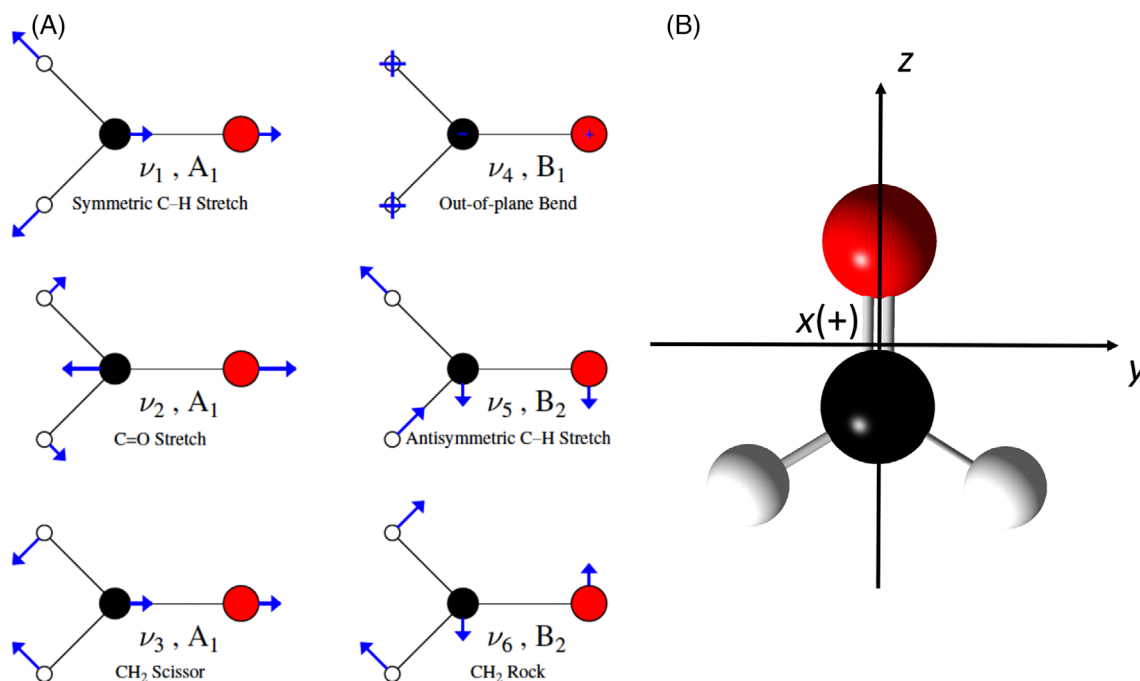 (A)
(B)
ν₁ , A₁
Symmetric C–H Stretch
ν₄ , B₁
Out-of-plane Bend
− +
ν₂ , A₁
C=O Stretch
ν₅ , B₂
Antisymmetric C–H Stretch
ν₃ , A₁
CH₂ Scissor
ν₆ , B₂
CH₂ Rock
z
x(+)
y